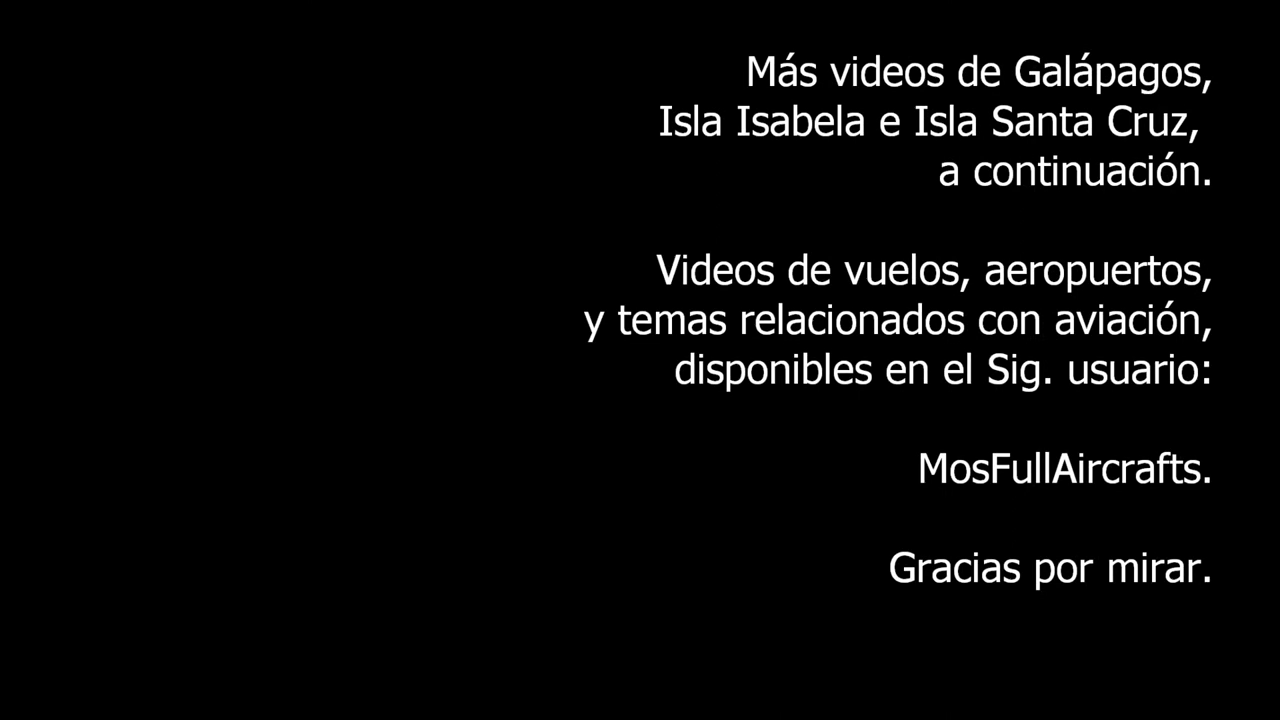 Más videos de Galápagos,
Isla Isabela e Isla Santa Cruz,
a continuación.
Videos de vuelos, aeropuertos,
y temas relacionados con aviación,
disponibles en el Sig. usuario:
MosFullAircrafts.
Gracias por mirar.